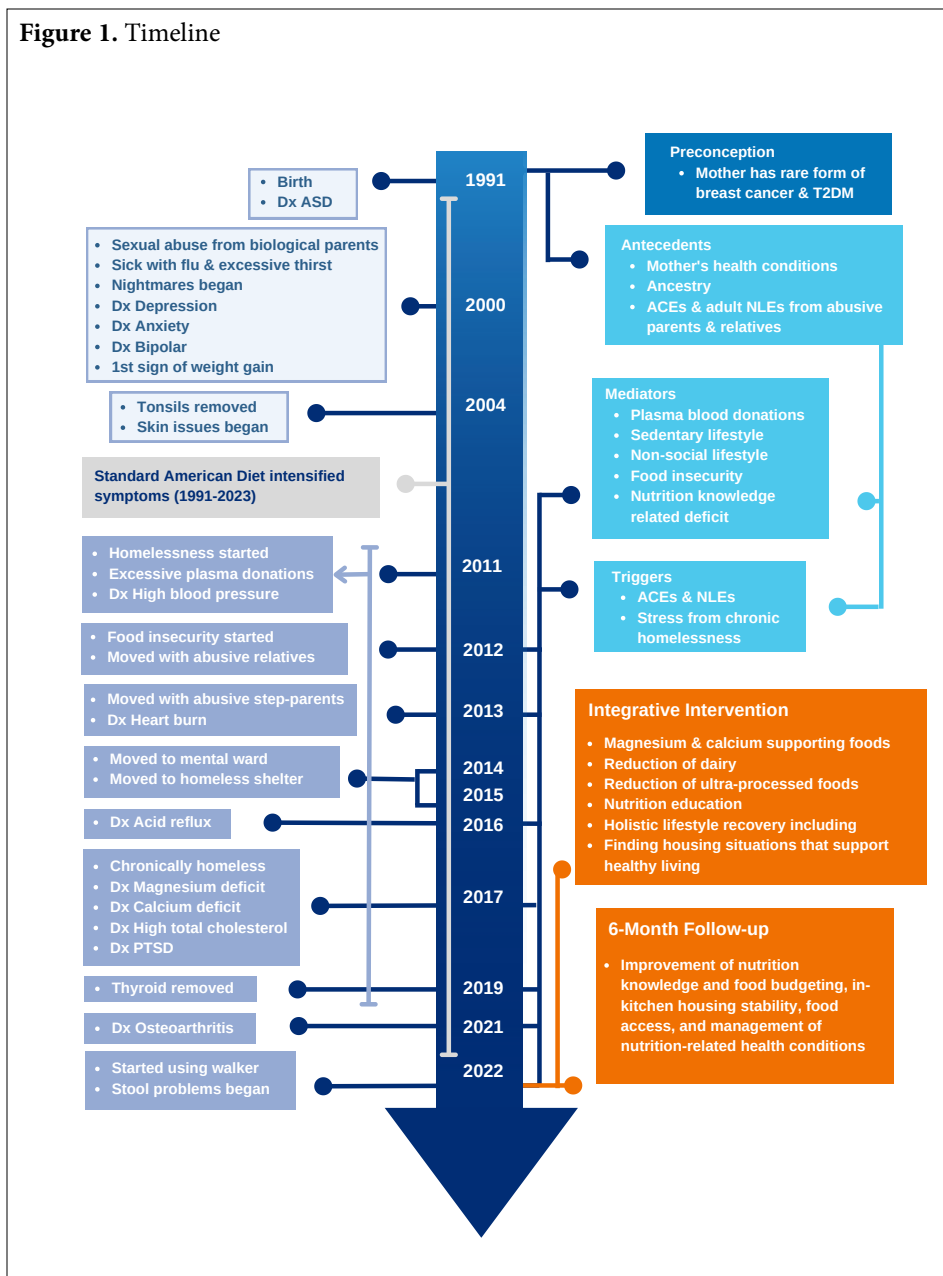 Figure 1. Timeline
1991
2000
2004
2011
2012
2013
2014
2015
2016
2017
2019
2021
2022
• Birth
• Dx ASD
• Sexual abuse from biological parents
• Sick with flu & excessive thirst
• Nightmares began
• Dx Depression
• Dx Anxiety
• Dx Bipolar
• 1st sign of weight gain
• Tonsils removed
• Skin issues began
Standard American Diet intensified
symptoms (1991-2023)
• Homelessness started
• Excessive plasma donations
• Dx High blood pressure
• Food insecurity started
• Moved with abusive relatives
• Moved with abusive step-parents
• Dx Heart burn
• Moved to mental ward
• Moved to homeless shelter
• Dx Acid reflux
• Chronically homeless
• Dx Magnesium deficit
• Dx Calcium deficit
• Dx High total cholesterol
• Dx PTSD
• Thyroid removed
• Dx Osteoarthritis
• Started using walker
• Stool problems began
Preconception
• Mother has rare form of
breast cancer & T2DM
Antecedents
• Mother's health conditions
• Ancestry
• ACEs & adult NLEs from abusive
parents & relatives
Mediators
• Plasma blood donations
• Sedentary lifestyle
• Non-social lifestyle
• Food insecurity
• Nutrition knowledge
related deficit
Triggers
• ACEs & NLEs
• Stress from chronic
homelessness
Integrative Intervention
• Magnesium & calcium supporting foods
• Reduction of dairy
• Reduction of ultra-processed foods
• Nutrition education
• Holistic lifestyle recovery including
• Finding housing situations that support
healthy living
6-Month Follow-up
• Improvement of nutrition
knowledge and food budgeting, in-
kitchen housing stability, food
access, and management of
nutrition-related health conditions